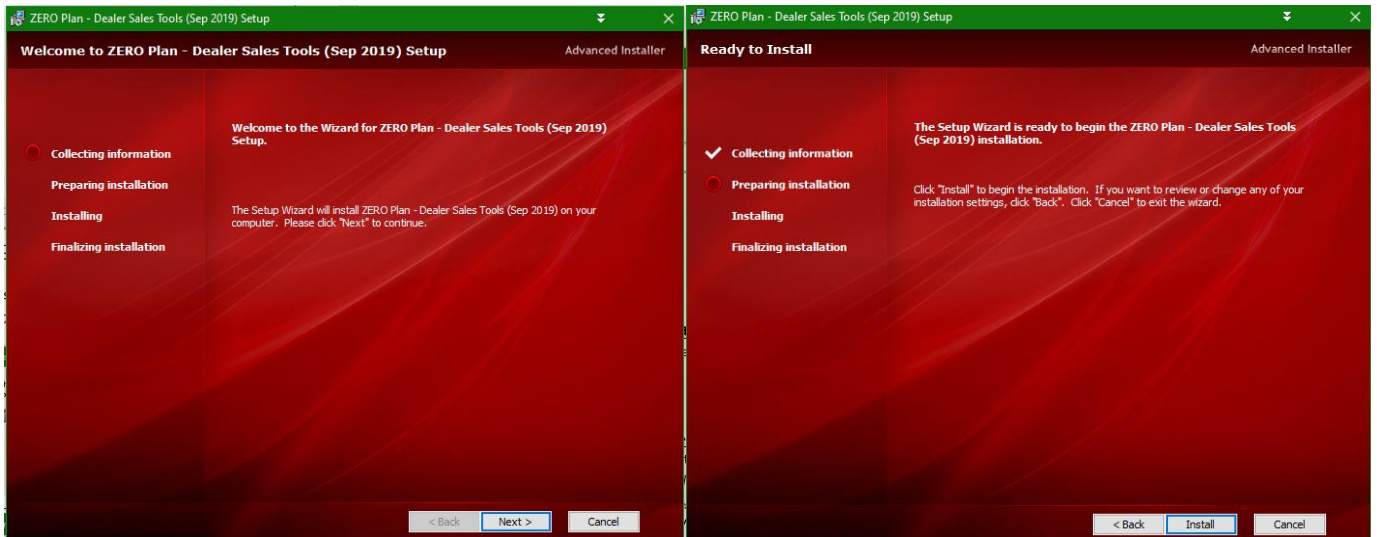 ZERO Plan - Dealer Sales Tools (Sep 2019) Setup
Welcome to ZERO Plan - Dealer Sales Tools (Sep 2019) Setup
Advanced Installer
Welcome to the Wizard for ZERO Plan - Dealer Sales Tools (Sep 2019)
Setup.
Collecting information
Preparing installation
Installing
Finalizing installation
The Setup Wizard will install ZERO Plan - Dealer Sales Tools (Sep 2019) on your
computer. Please click "Next" to continue.
< Back
Next >
Cancel
ZERO Plan - Dealer Sales Tools (Sep 2019) Setup
Ready to Install
Advanced Installer
The Setup Wizard is ready to begin the ZERO Plan - Dealer Sales Tools
(Sep 2019) installation.
Collecting information
Preparing installation
Installing
Finalizing installation
Click "Install" to begin the installation. If you want to review or change any of your
installation settings, click "Back". Click "Cancel" to exit the wizard.
< Back
Install
Cancel